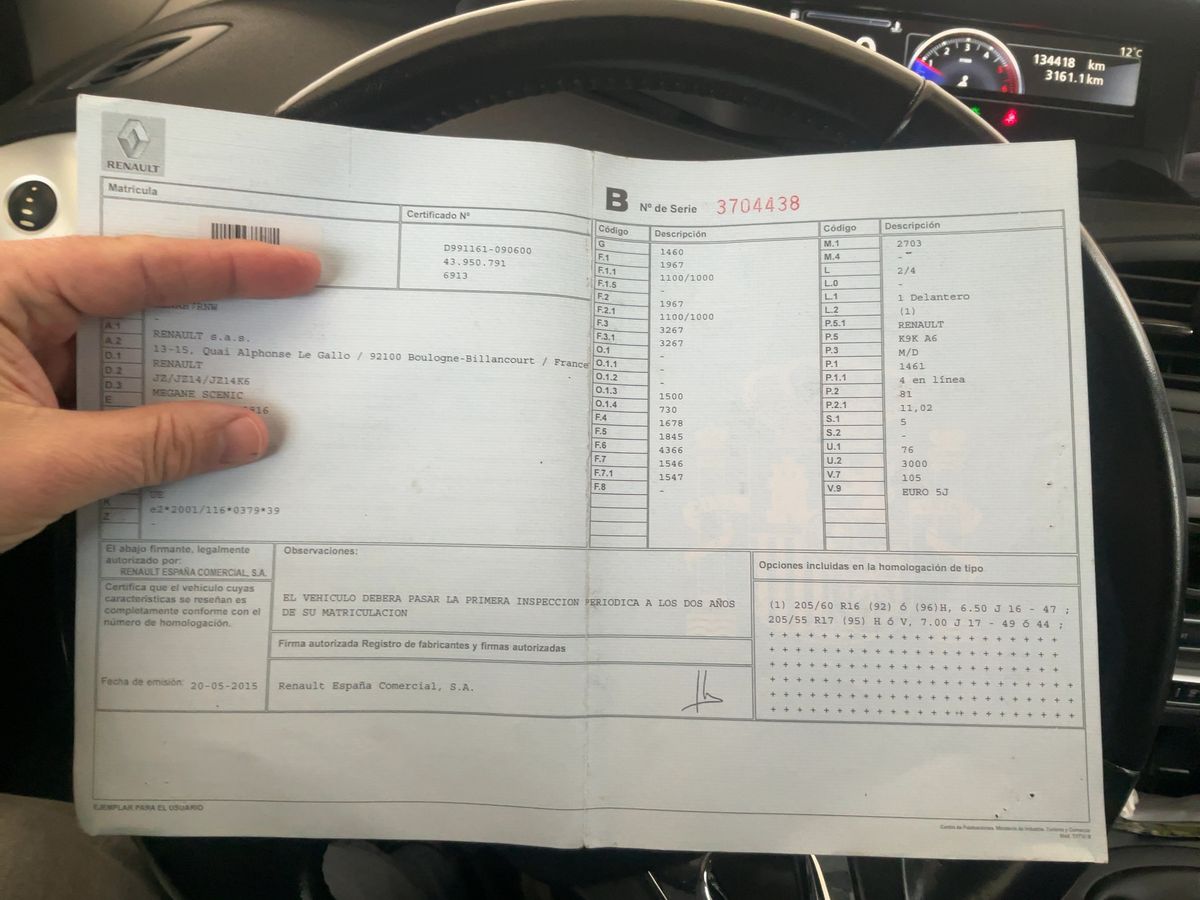 12°C
134418 km
3161.1 km
RENAULT
Matricula
Certificado Nº
D991161-090600
43.950.791
6913
B Nº de Serie 3704438
A.1
A.2 RENAULT s.a.s.
13-15, Quai Alphonse Le Gallo / 92100 Boulogne-Billancourt / France
D.1 RENAULT
D.2 JZ/JZ14/JZ14K6
D.3 MEGANE SCENIC
E
UE
K e2*2001/116*0379*39
Z -
Código Descripción
G 1460
F.1 1967
F.1.1 1100/1000
F.1.5 -
F.2 1967
F.2.1 1100/1000
F.3 3267
F.3.1 3267
O.1 -
O.1.1 -
O.1.2 -
O.1.3 1500
O.1.4 730
F.4 1678
F.5 1845
F.6 4366
F.7 1546
F.7.1 1547
F.8 -
Código Descripción
M.1 2703
M.4 -
L 2/4
L.0 -
L.1 1 Delantero
L.2 (1)
P.5.1 RENAULT
P.5 K9K A6
P.3 M/D
P.1 1461
P.1.1 4 en línea
P.2 81
P.2.1 11,02
S.1 5
S.2 -
U.1 76
U.2 3000
V.7 105
V.9 EURO 5J
El abajo firmante, legalmente
autorizado por:
RENAULT ESPAÑA COMERCIAL, S.A.
Certifica que el vehículo cuyas
características se reseñan es
completamente conforme con el
número de homologación.
Fecha de emisión: 20-05-2015
Observaciones:
EL VEHICULO DEBERA PASAR LA PRIMERA INSPECCION PERIODICA A LOS DOS AÑOS
DE SU MATRICULACION
Firma autorizada Registro de fabricantes y firmas autorizadas
Renault España Comercial, S.A.
Opciones incluidas en la homologación de tipo
(1) 205/60 R16 (92) ó (96)H, 6.50 J 16 - 47 ;
205/55 R17 (95) H ó V, 7.00 J 17 - 49 ó 44 ;
EJEMPLAR PARA EL USUARIO
Centro de Publicaciones. Ministerio de Industria, Turismo y Comercio